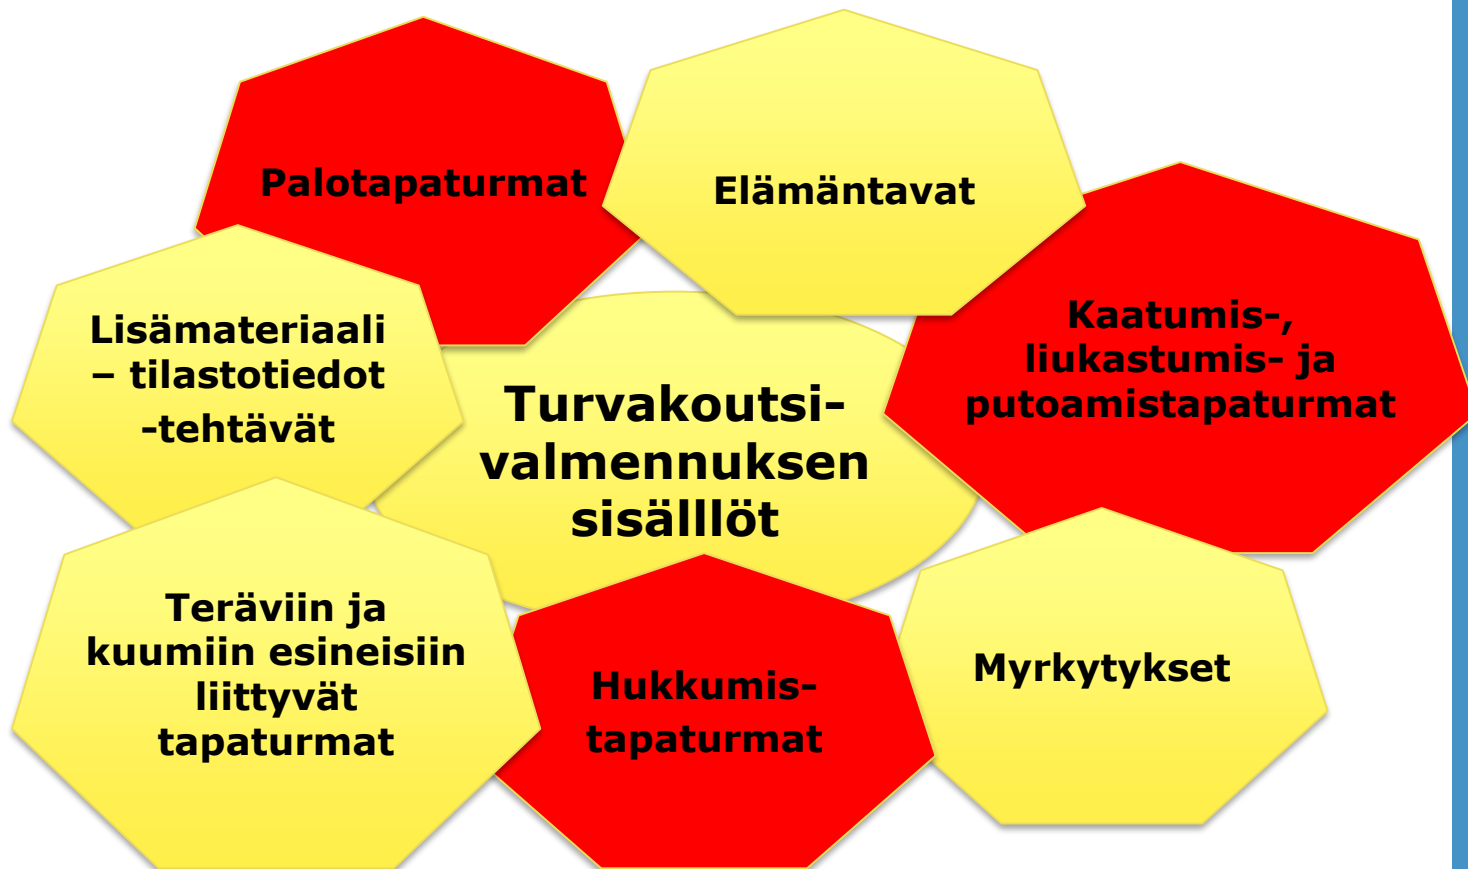 Palotapaturmat
Elämäntavat
Kaatumis-,
liukastumis- ja
putoamistapaturmat
Lisämateriaali
– tilastotiedot
-tehtävät
Turvakoutsi-
valmennuksen
sisälllöt
Teräviin ja
kuumiin esineisiin
liittyvät
tapaturmat
Hukkumis-
tapaturmat
Myrkytykset